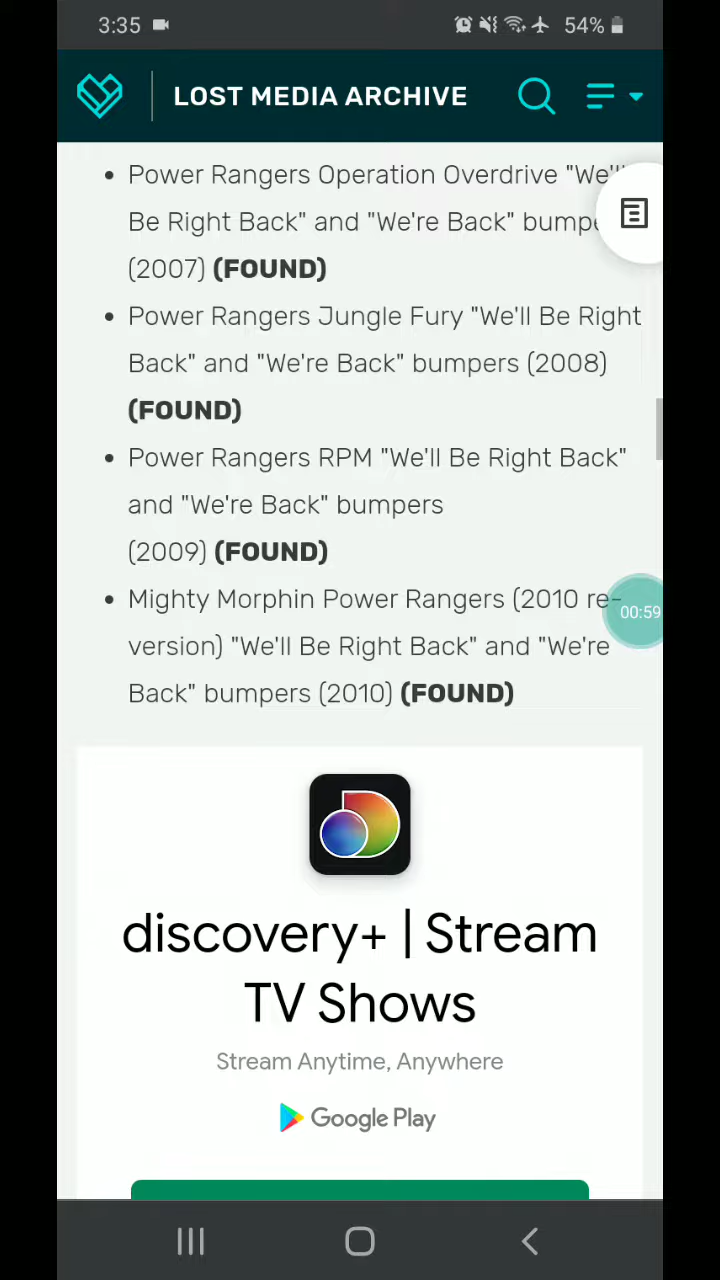 3:35
54%
LOST MEDIA ARCHIVE
Power Rangers Operation Overdrive "We'll
Be Right Back" and "We're Back"
(2007) (FOUND)
Power Rangers Jungle Fury "We'll Be Right
Back" and "We're Back" bumpers (2008)
(FOUND)
Power Rangers RPM "We'll Be Right Back"
and "We're Back" bumpers
(2009) (FOUND)
Mighty Morphin Power Rangers (2010 re-
00:59
version) "We'll Be Right Back" and "We're
Back" bumpers (2010) (FOUND)
discovery+ | Stream
TV Shows
Stream Anytime, Anywhere
Google Play